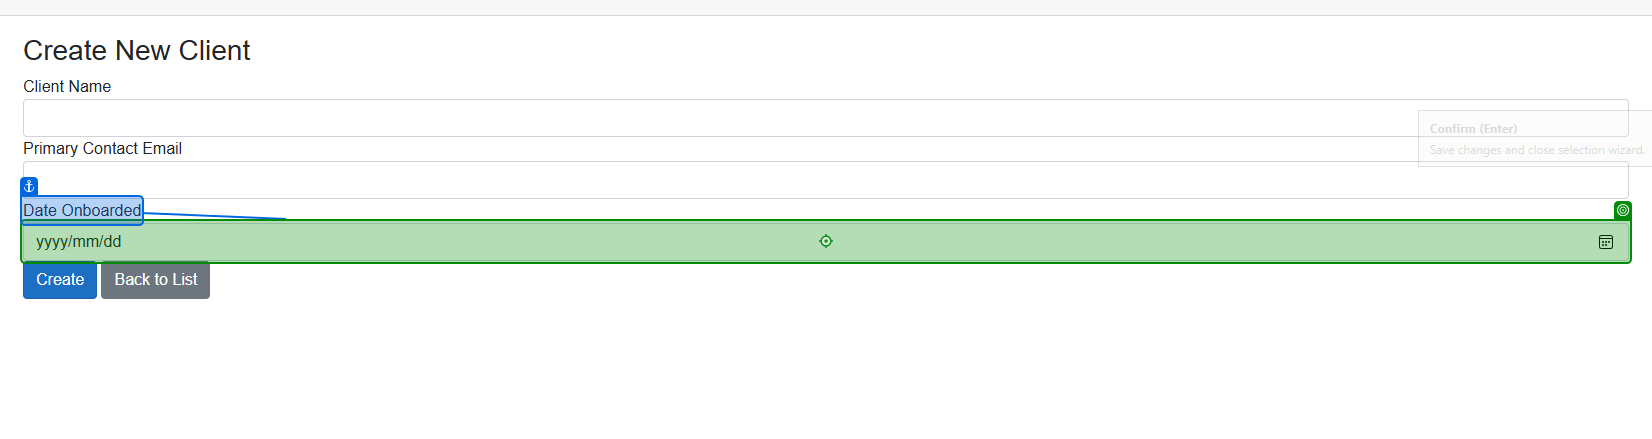 Create New Client
Client Name
Confirm (Enter)
Primary Contact Email
Save changes and close selection wizard.
Date Onboarded
yyyy/mm/dd
Create
Back to List